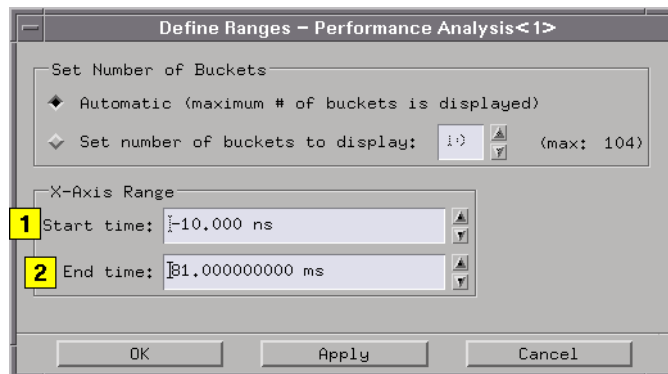 Define Ranges – Performance Analysis<1>
Set Number of Buckets
Automatic (maximum # of buckets is displayed)
Set number of buckets to display: (max: 104)
X-Axis Range
1 Start time: -10.000 ns
2 End time: 81.000000000 ms
OK Apply Cancel